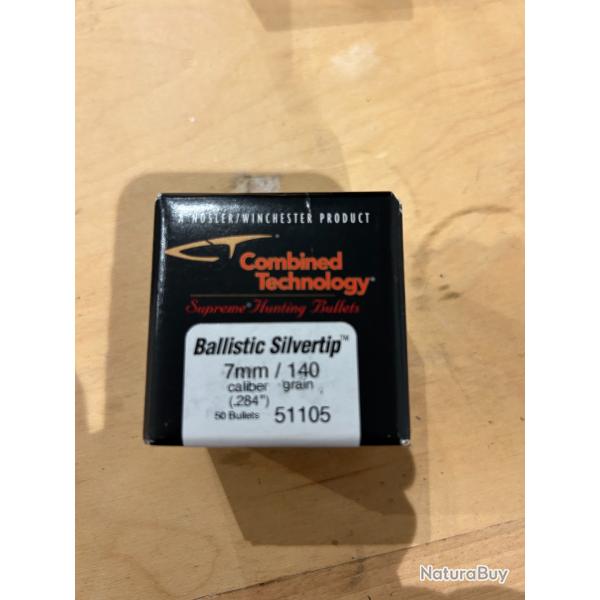 A NOSLER/WINCHESTER PRODUCT
CT®
Combined
Technology®
Supreme® Hunting Bullets
Ballistic Silvertip™
7mm / 140
caliber grain
(.284")
50 Bullets 51105
NaturaBuy